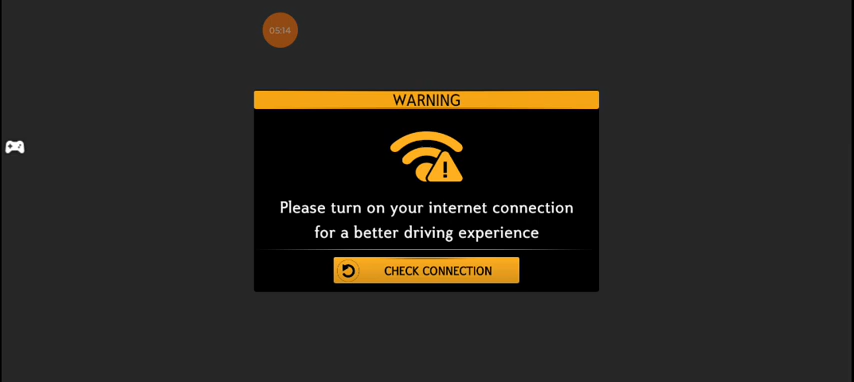 05:14
WARNING
Please turn on your internet connection
for a better driving experience
CHECK CONNECTION